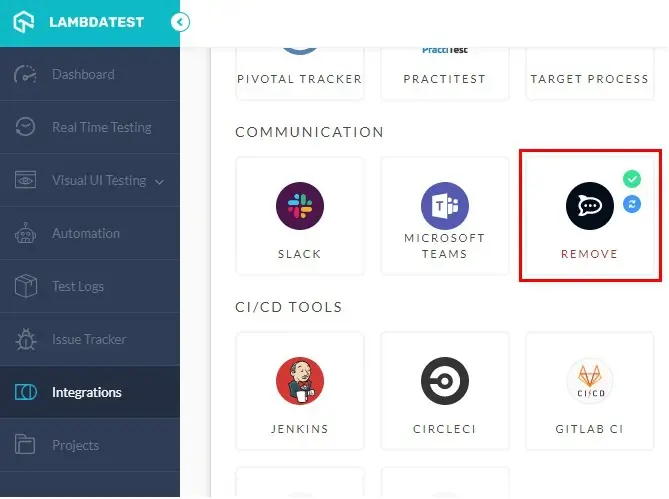 LAMBDATEST
Dashboard
Real Time Testing
Visual UI Testing
Automation
Test Logs
Issue Tracker
Integrations
Projects
PractiTest
PIVOTAL TRACKER
PRACTITEST
TARGET PROCESS
COMMUNICATION
SLACK
MICROSOFT
TEAMS
REMOVE
CI/CD TOOLS
JENKINS
CIRCLECI
CI/CD
GITLAB CI